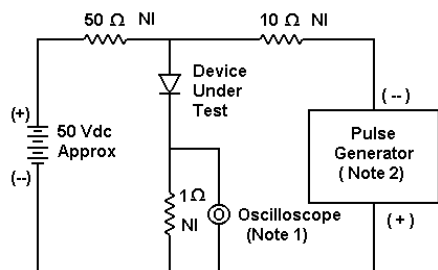 50 Ω NI
10 Ω NI
Device
Under
Test
(+)
50 Vdc
Approx
(--)
(--)
Pulse
Generator
( Note 2)
(+)
1Ω
NI
Oscilloscope
(Note 1)